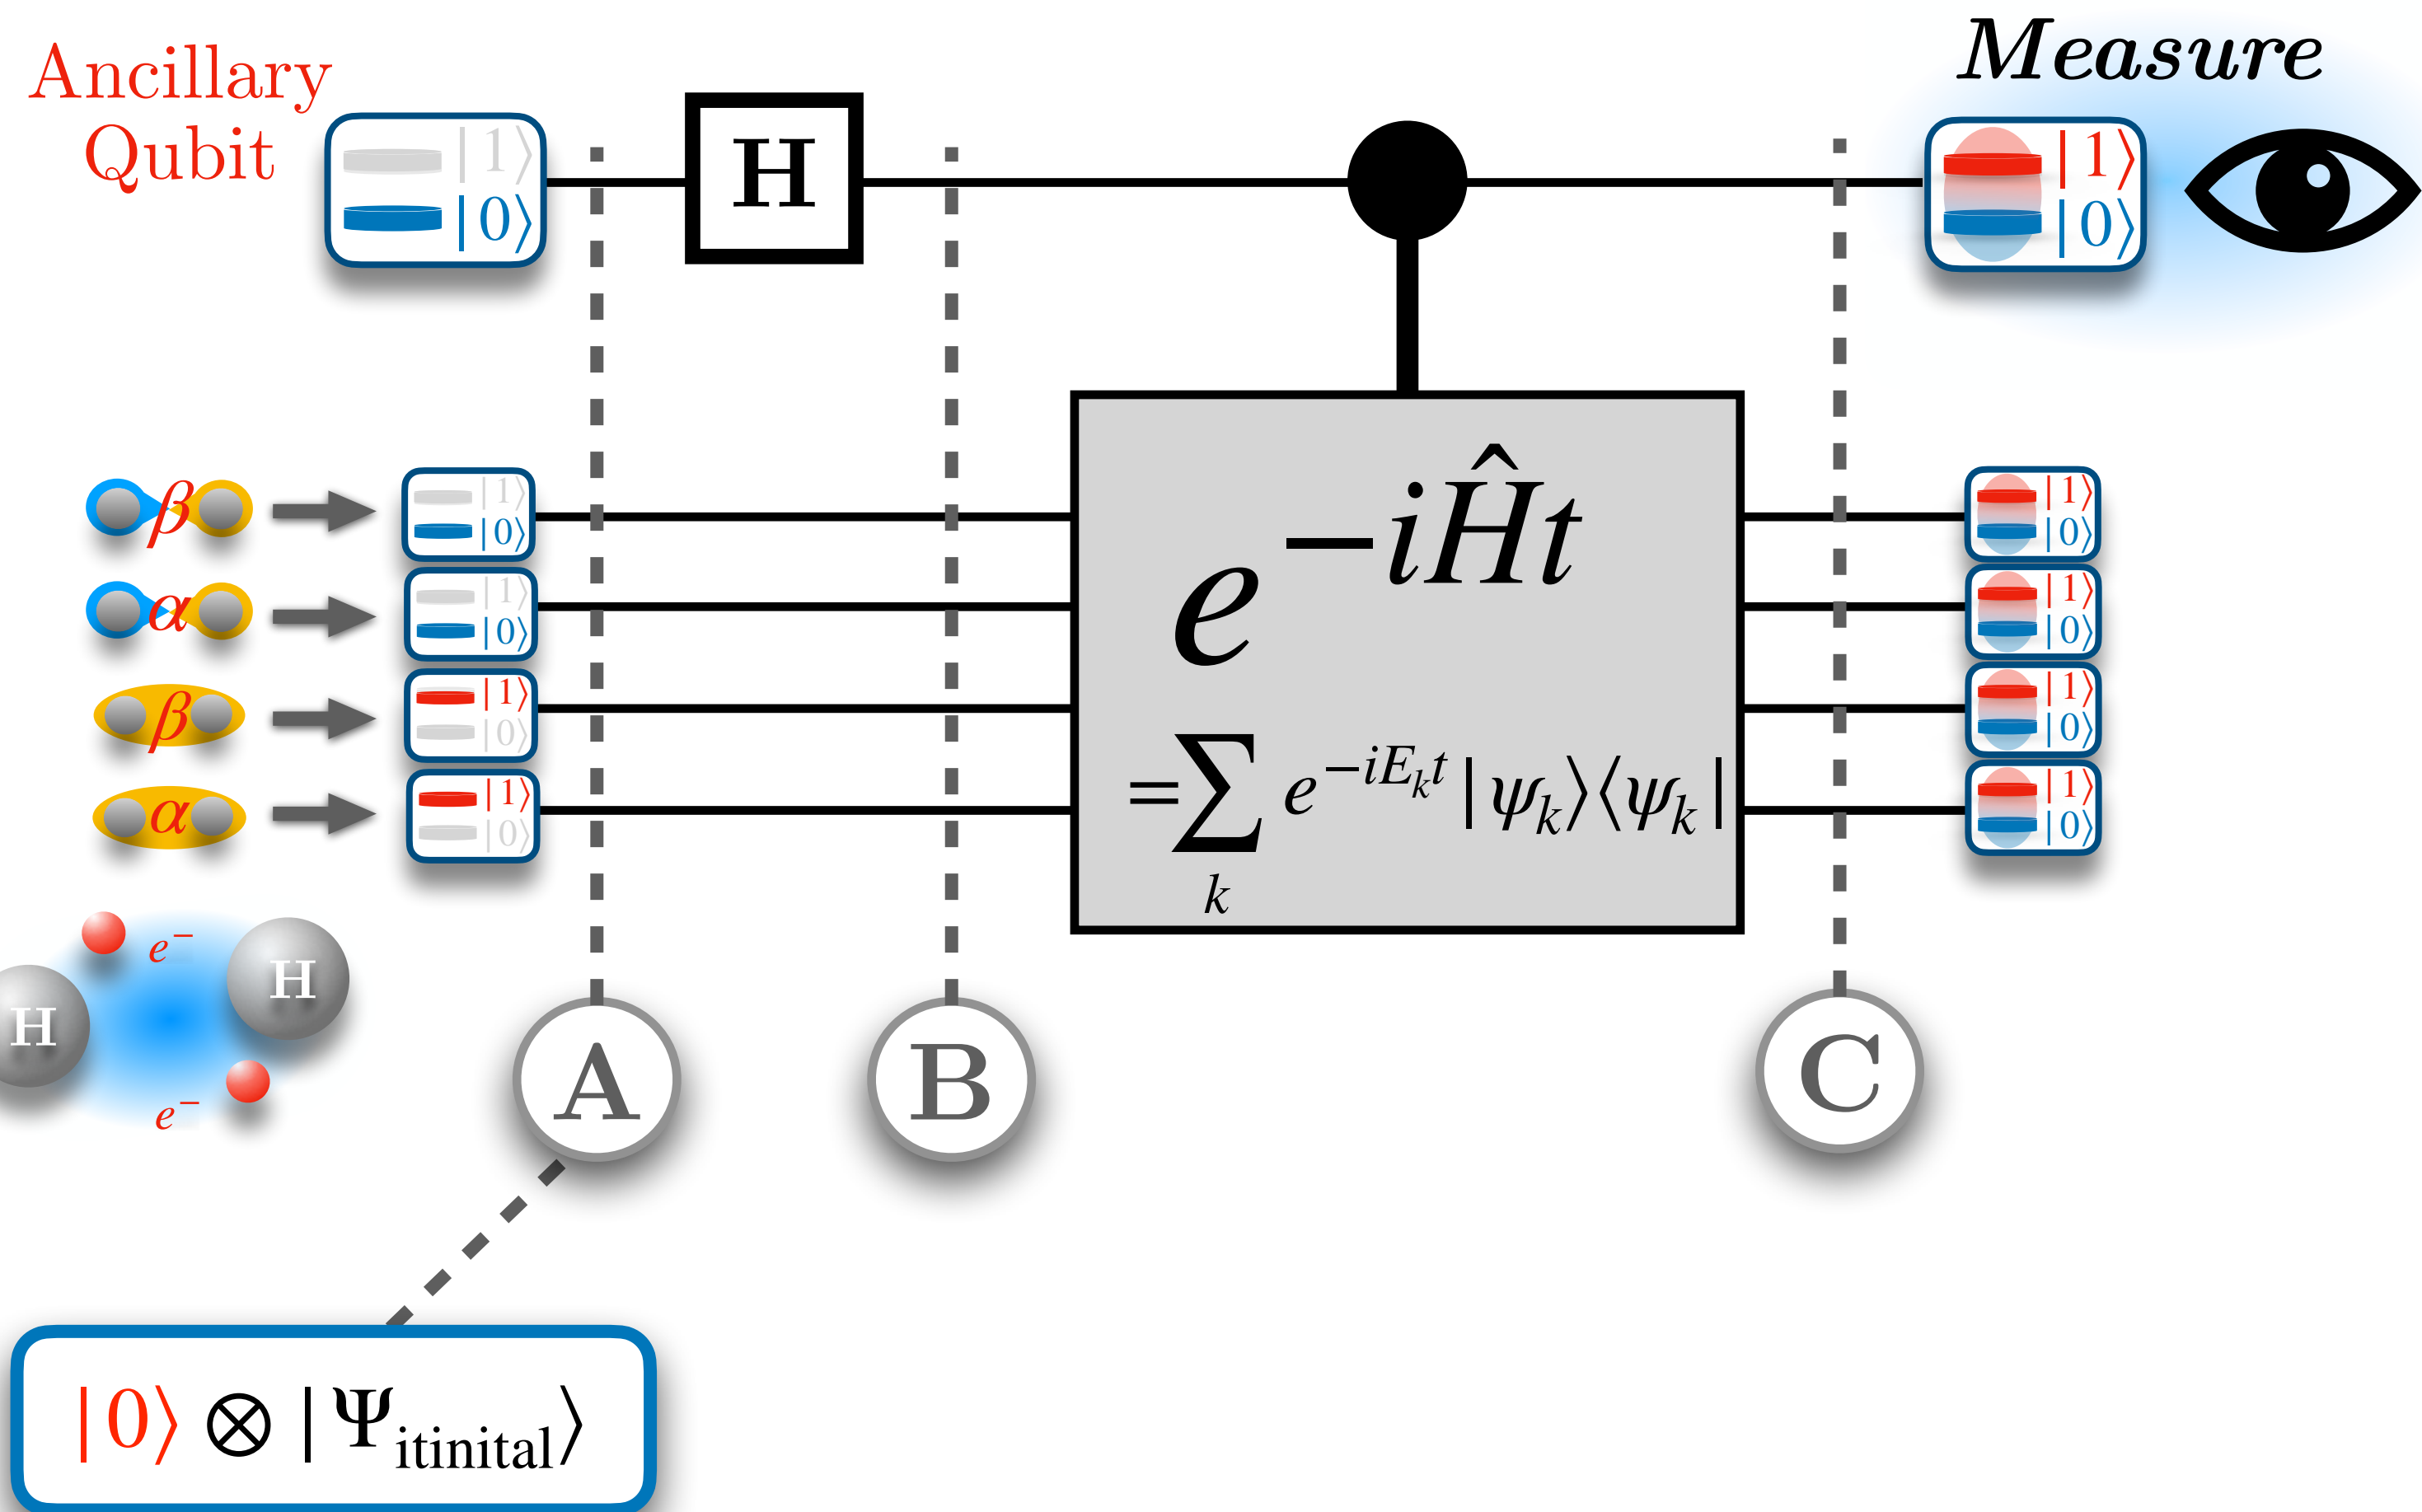 Ancillary
Qubit
|1⟩
|0⟩
H
Measure
|1⟩
|0⟩
β
|1⟩
|0⟩
α
|1⟩
|0⟩
β
|1⟩
|0⟩
α
|1⟩
|0⟩
e^{-iĤt}
=∑_k e^{-iE_k t} |ψ_k⟩⟨ψ_k|
|1⟩
|0⟩
|1⟩
|0⟩
|1⟩
|0⟩
|1⟩
|0⟩
e⁻
H
H
e⁻
A
B
C
|0⟩ ⊗ |Ψ_itinital⟩